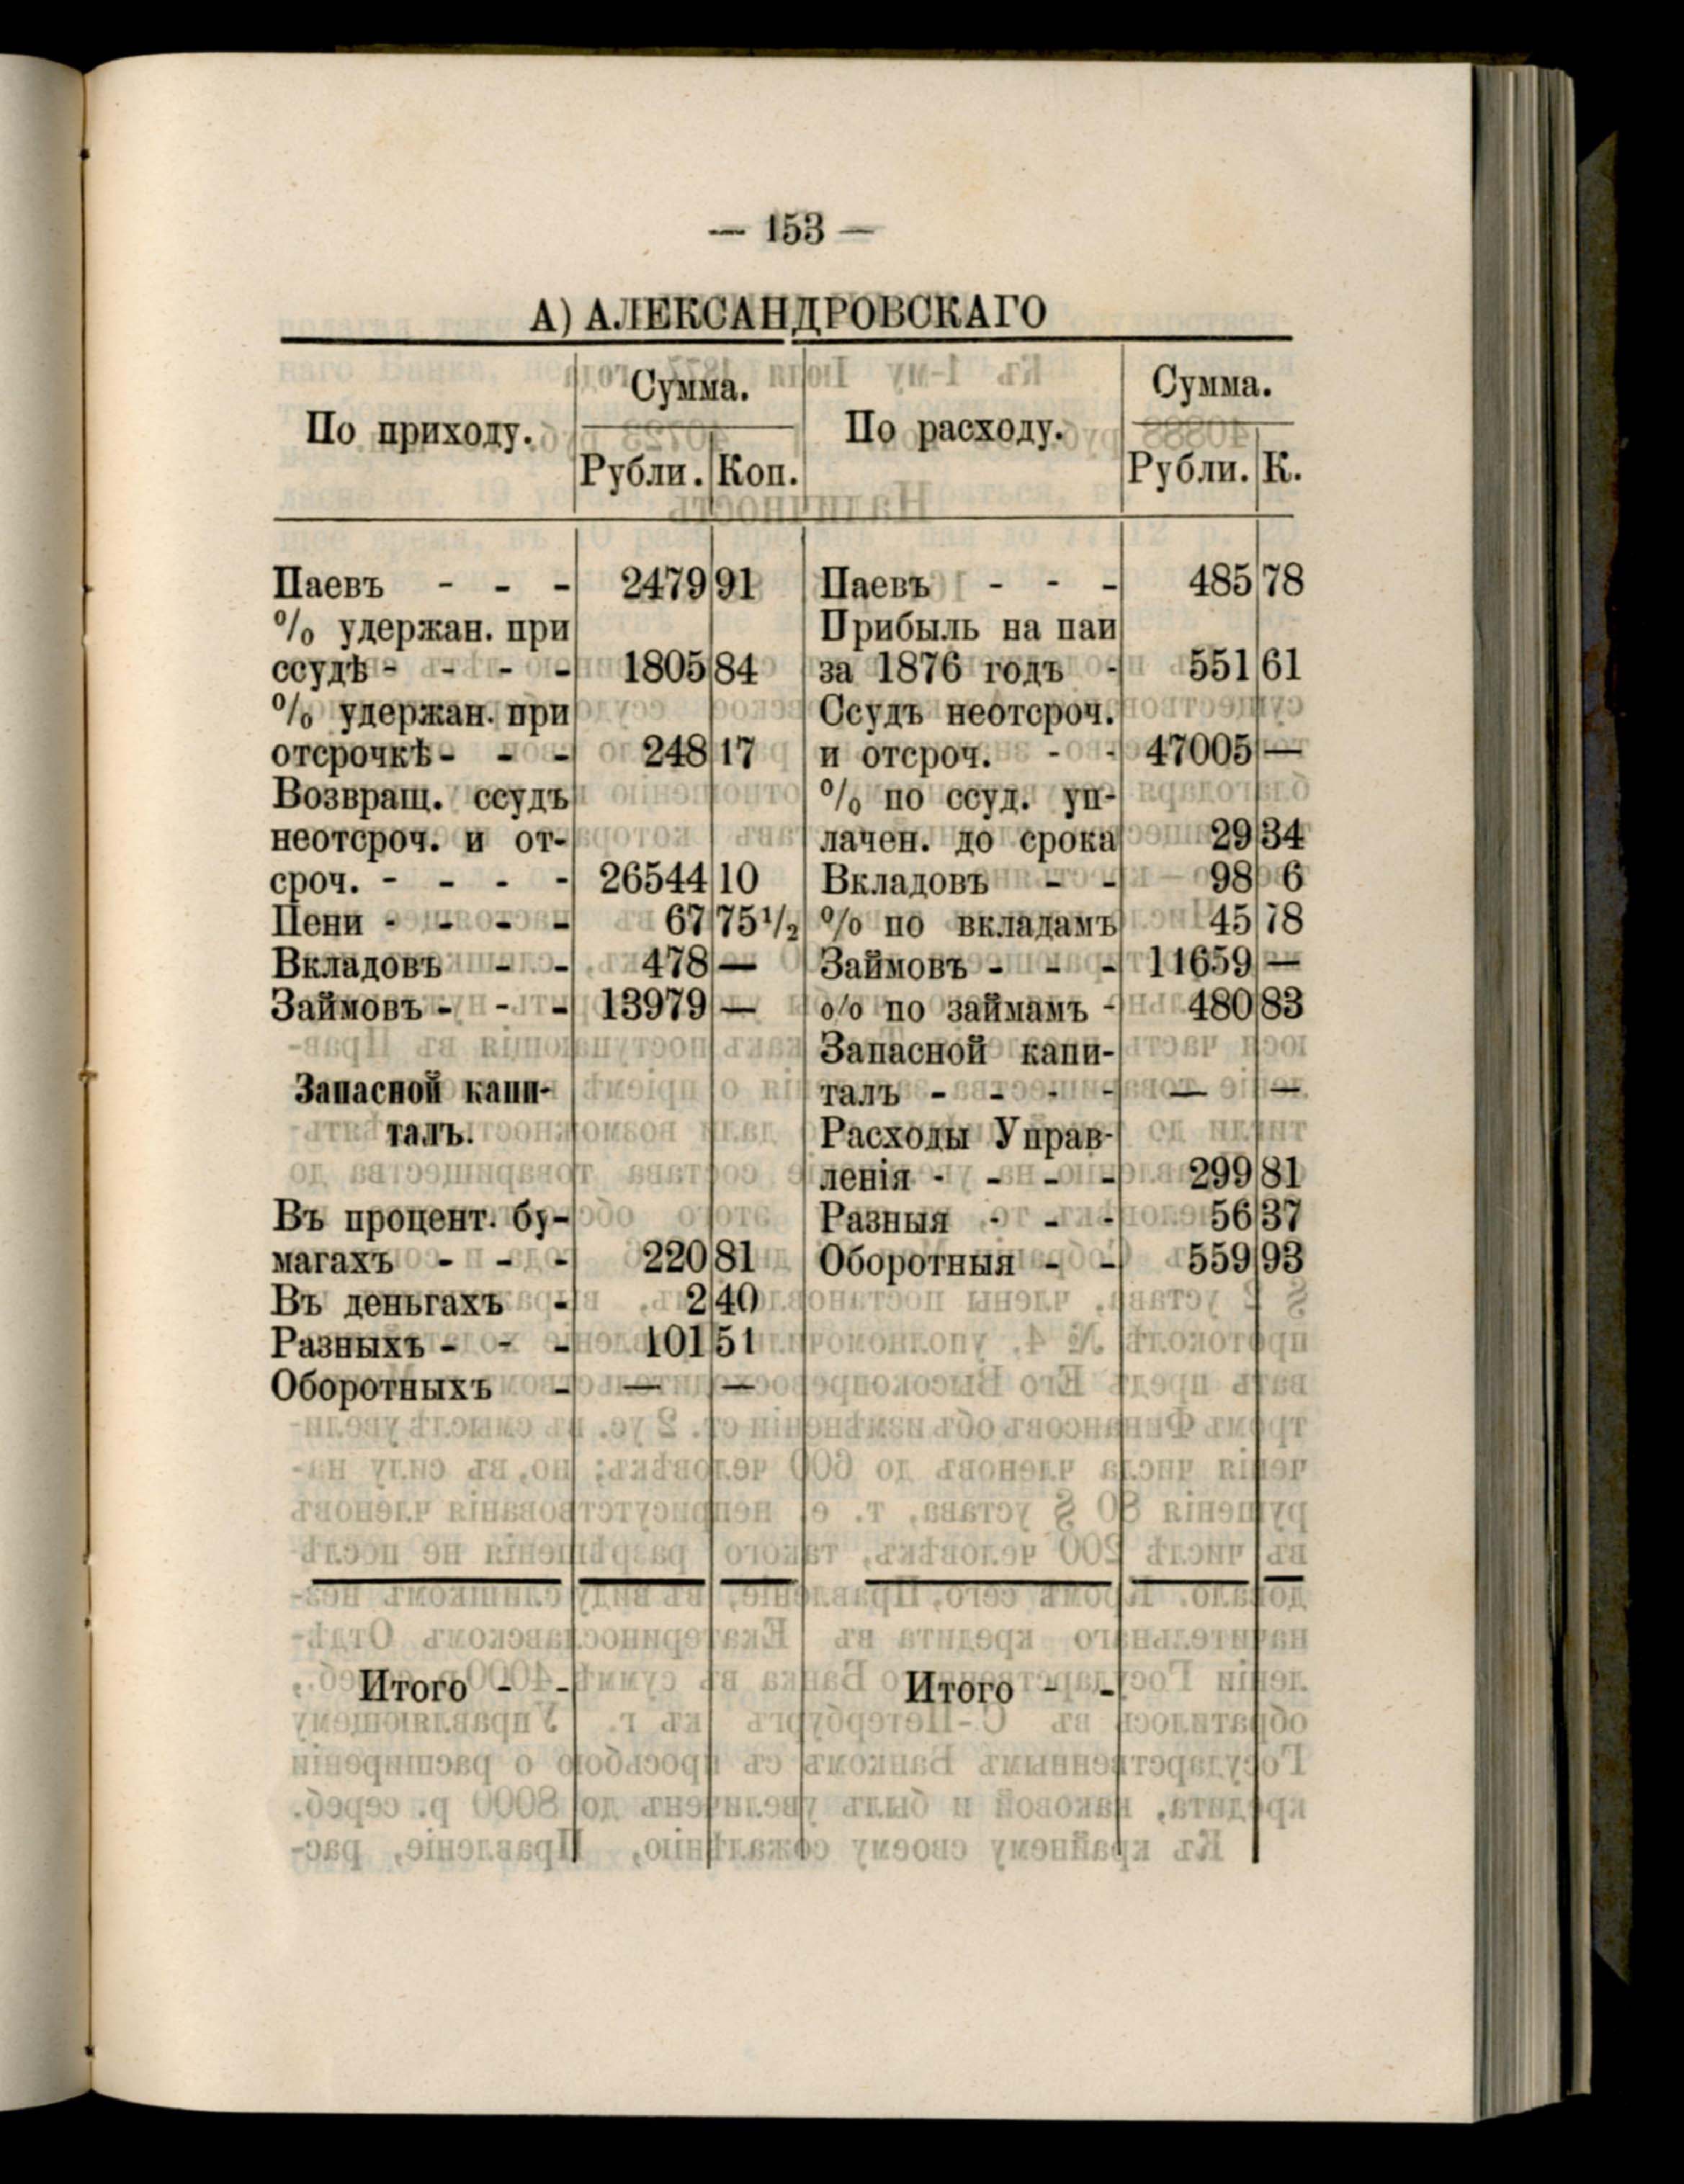 — 153 —
А) АЛЕКСАНДРОВСКАГО
По приходу.
Сумма.
Рубли. Коп.
Паевъ - - - 2479 91
% удержан. при
ссудѣ - - - - 1805 84
% удержан. при
отсрочкѣ - - - 248 17
Возвращ. ссудъ
неотсроч. и от-
сроч. - - - - 26544 10
Пени - - - - 67 75½
Вкладовъ - - 478 —
Займовъ - - - 13979 —
Запасной капи-
талъ.
Въ процент. бу-
магахъ - - - 220 81
Въ деньгахъ - 2 40
Разныхъ - - - 101 51
Оборотныхъ - — —
Итого - -
По расходу.
Сумма.
Рубли. К.
Паевъ - - - 485 78
Прибыль на паи
за 1876 годъ - 551 61
Ссудъ неотсроч.
и отсроч. - - 47005 —
% по ссуд. уп-
лачен. до срока 29 34
Вкладовъ - - 98 6
% по вкладамъ 45 78
Займовъ - - - 11659 —
% по займамъ - 480 83
Запасной капи-
талъ - - - - — —
Расходы Управ-
ленія - - - - 299 81
Разныя - - - 56 37
Оборотныя - - 559 93
Итого - -